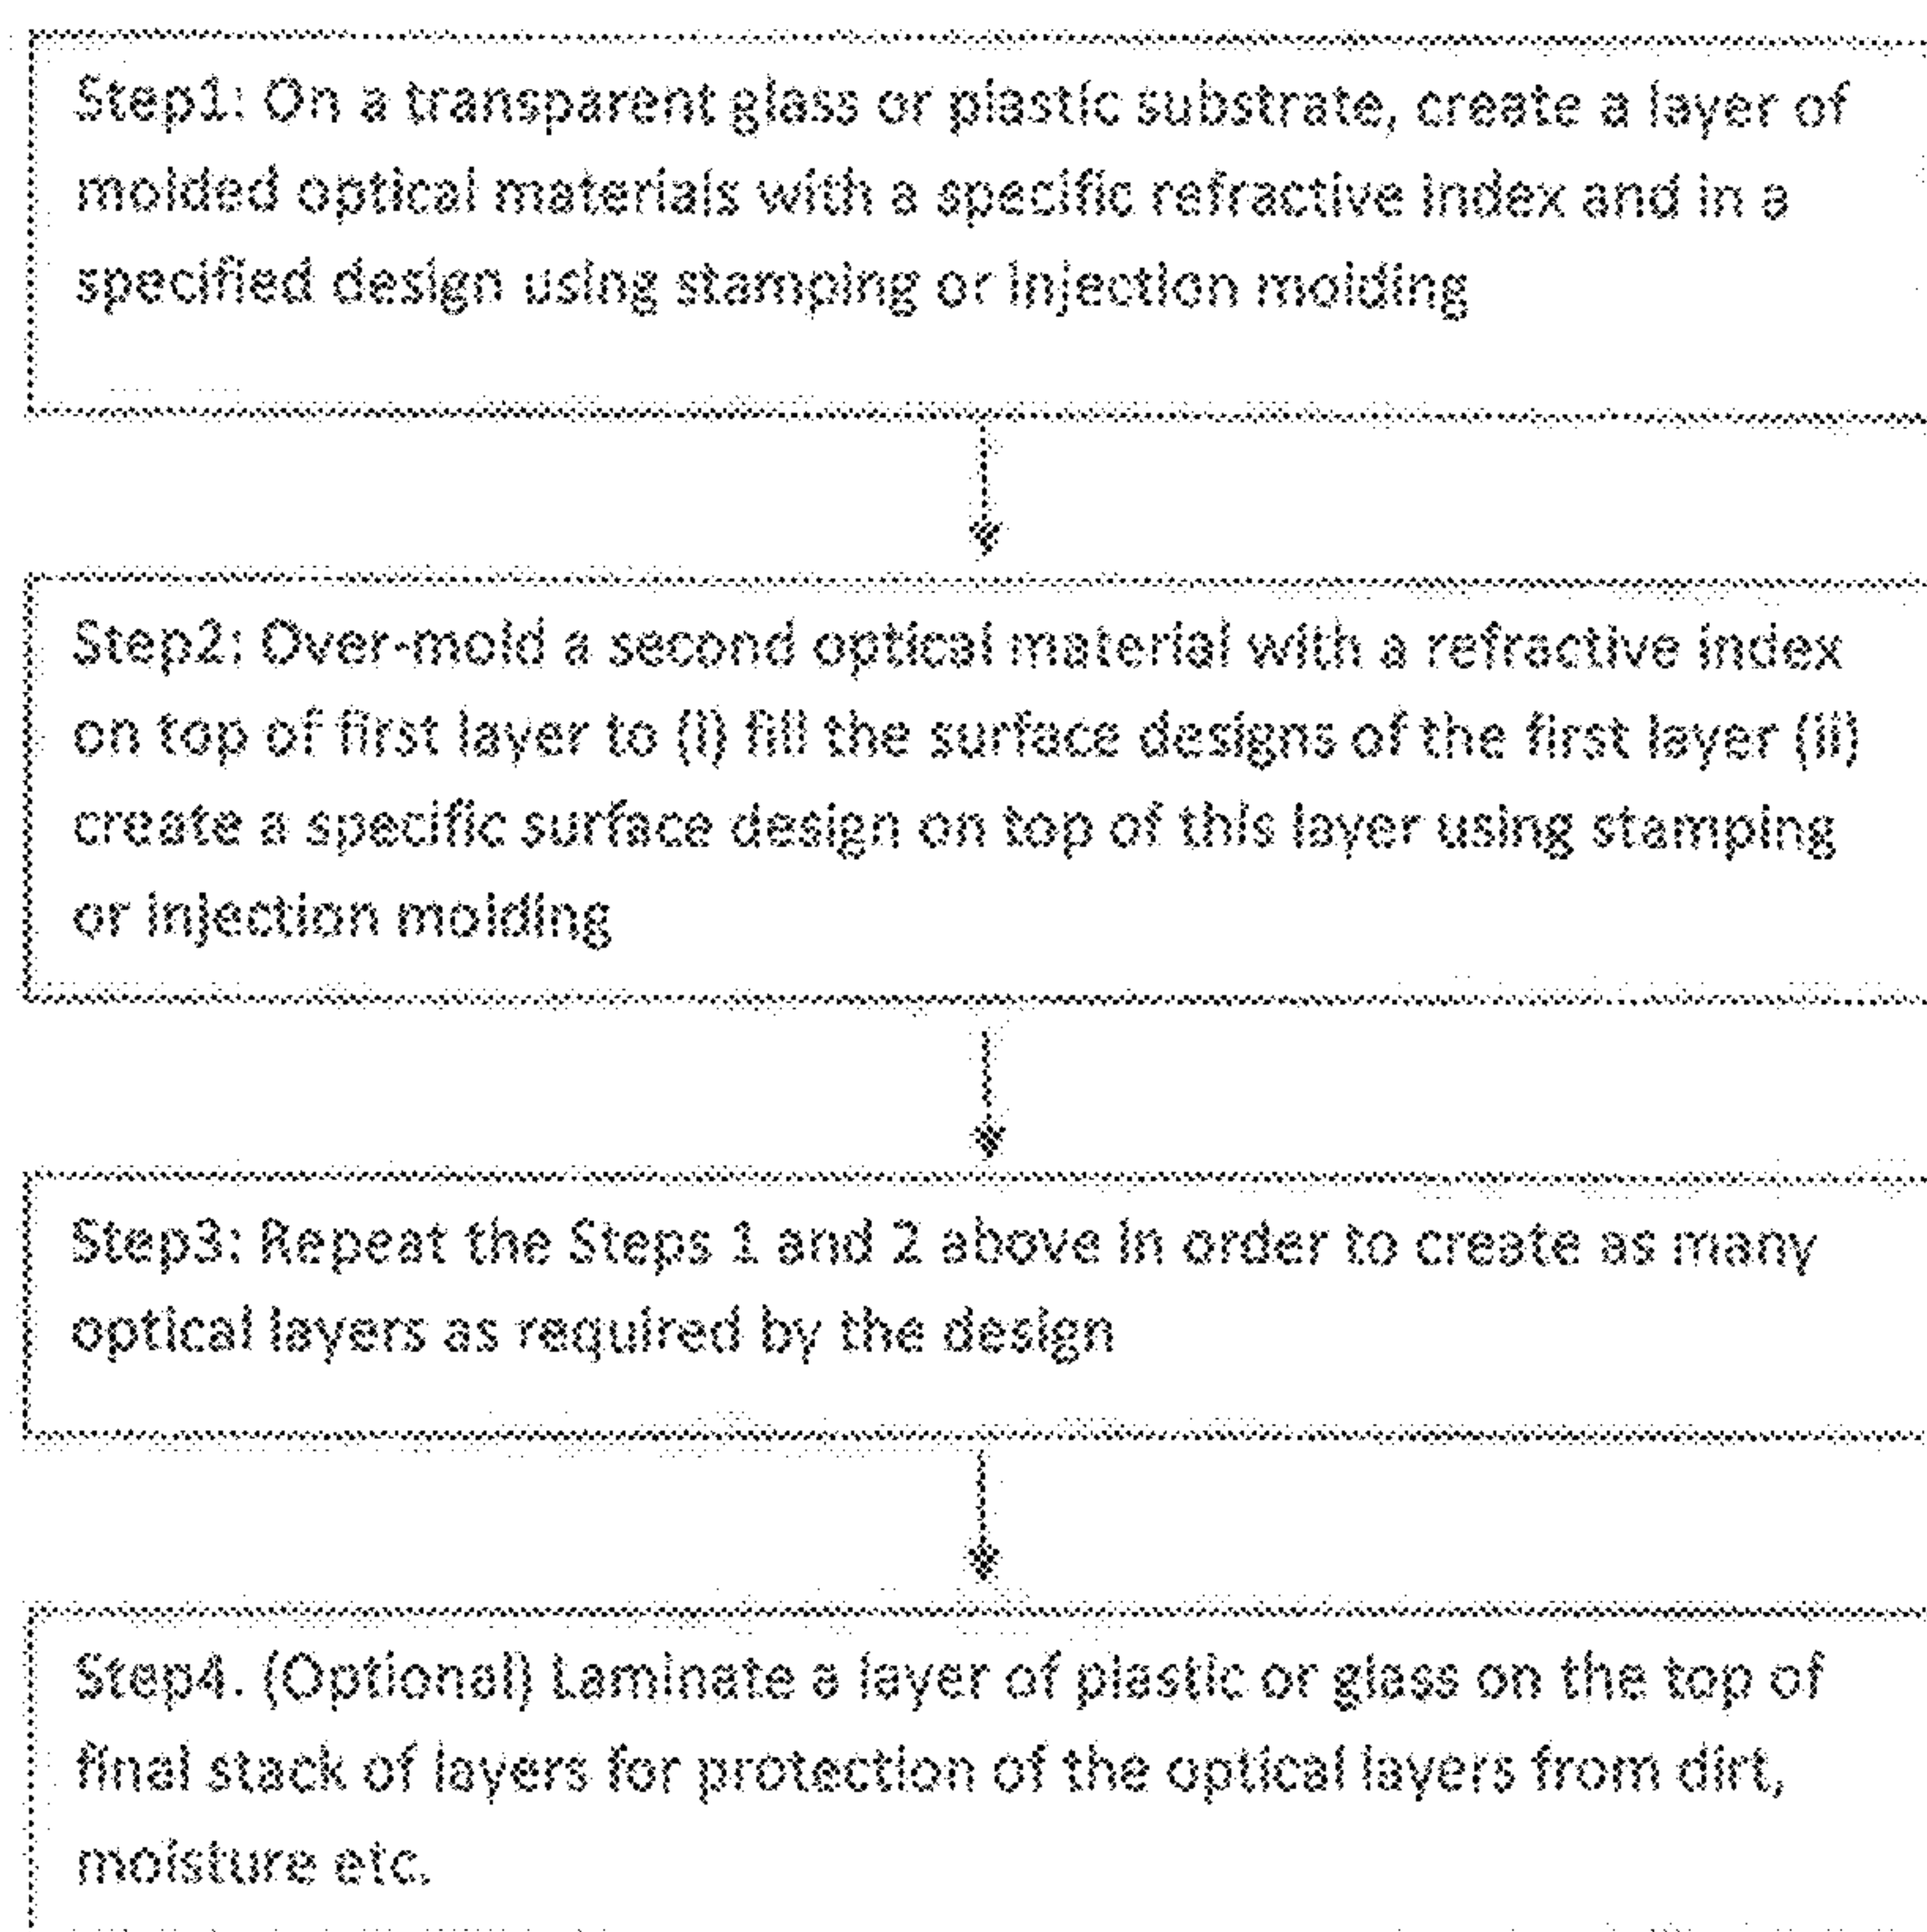 Step1: On a transparent glass or plastic substrate, create a layer of
molded optical materials with a specific refractive index and in a
specified design using stamping or injection molding
Step2: Over-mold a second optical material with a refractive index
on top of first layer to (i) fill the surface designs of the first layer (ii)
create a specific surface design on top of this layer using stamping
or injection molding
Step3: Repeat the Steps 1 and 2 above in order to create as many
optical layers as required by the design
Step4. (Optional) Laminate a layer of plastic or glass on the top of
final stack of layers for protection of the optical layers from dirt,
moisture etc.